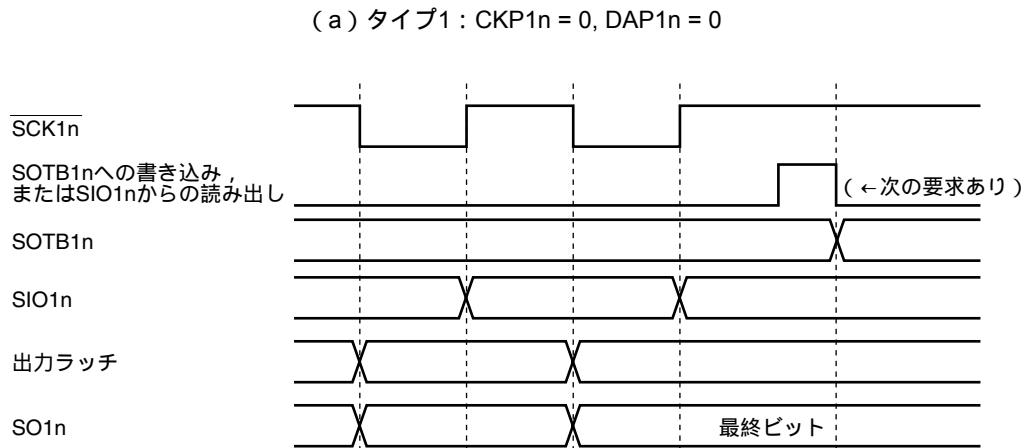 (a)タイプ1:CKP1n = 0, DAP1n = 0
SCK1n
SOTB1nへの書き込み,
またはSIO1nからの読み出し
(←次の要求あり)
SOTB1n
SIO1n
出力ラッチ
SO1n
最終ビット